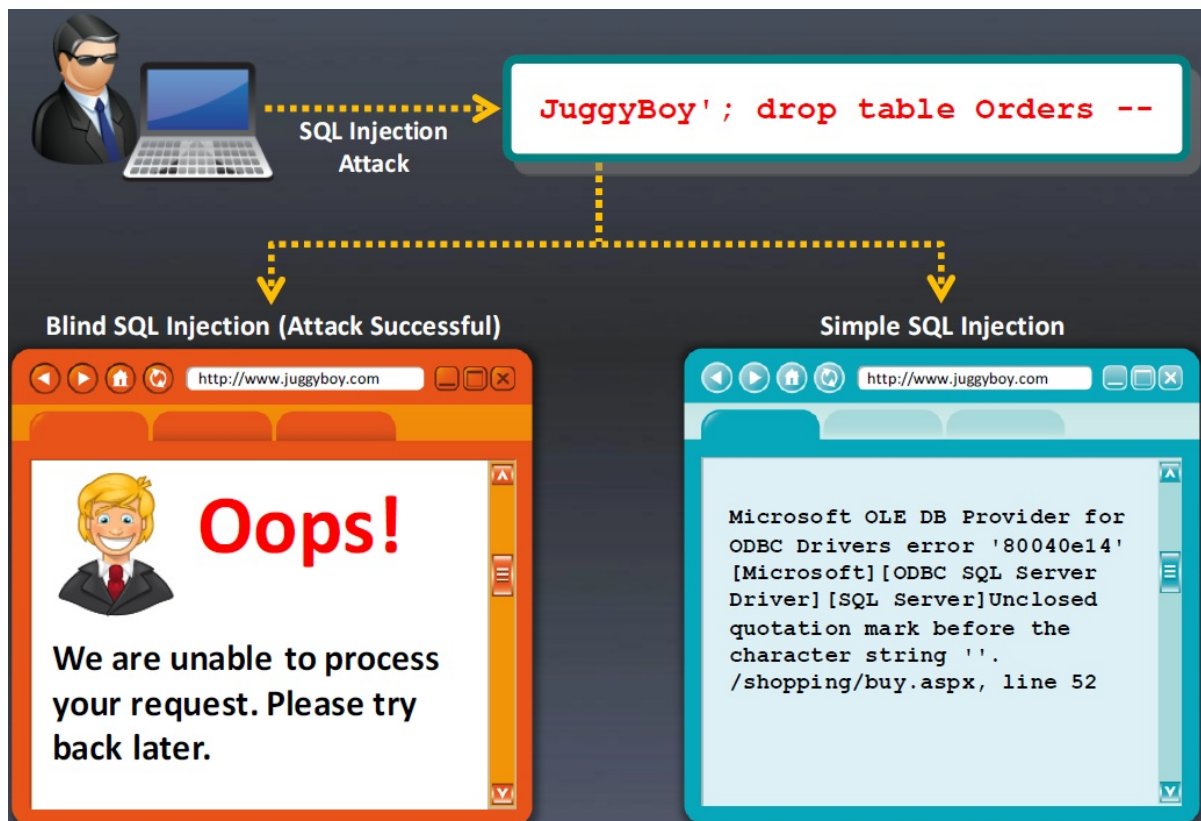 JuggyBoy'; drop table Orders --
SQL Injection
Attack
Blind SQL Injection (Attack Successful)
http://www.juggyboy.com
Oops!
We are unable to process
your request. Please try
back later.
Simple SQL Injection
http://www.juggyboy.com
Microsoft OLE DB Provider for
ODBC Drivers error '80040e14'
[Microsoft][ODBC SQL Server
Driver][SQL Server]Unclosed
quotation mark before the
character string ''.
/shopping/buy.aspx, line 52